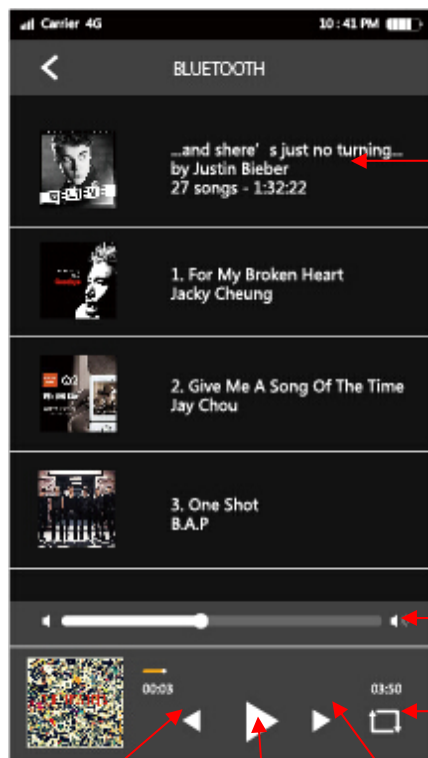 Carrier 4G
10:41 PM
BLUETOOTH
...and shere's just no turning...
by Justin Bieber
27 songs - 1:32:22
1. For My Broken Heart
Jacky Cheung
2. Give Me A Song Of The Time
Jay Chou
3. One Shot
B.A.P
00:03
03:50